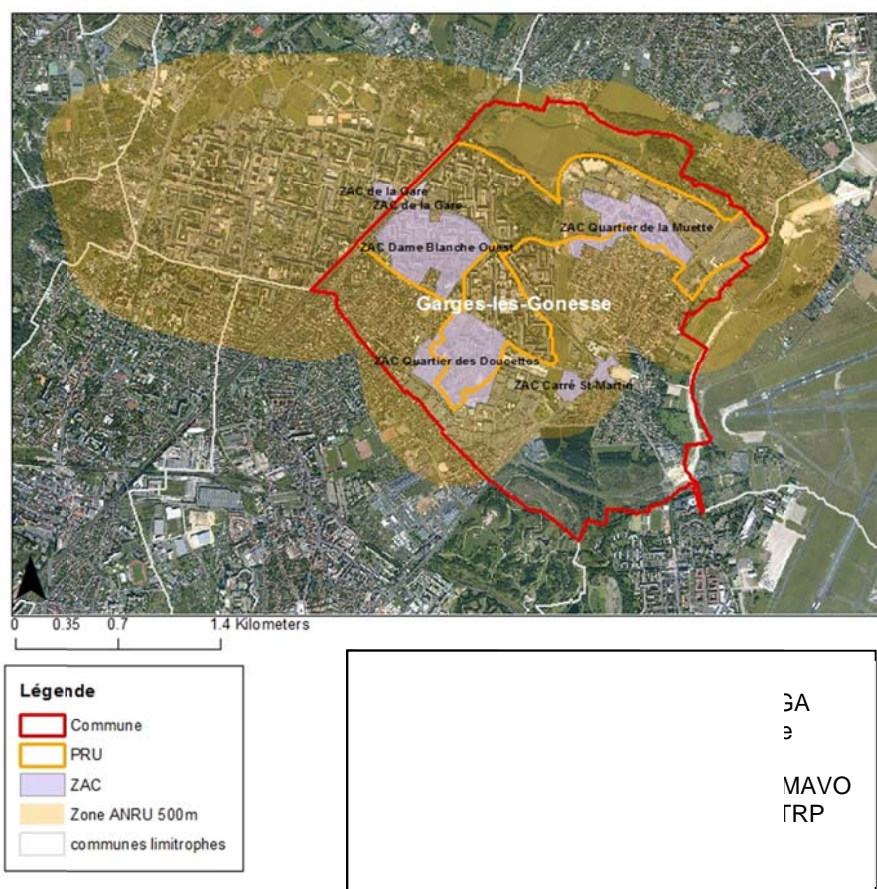 ZAC de la Gare
ZAC de la Gare
ZAC Quartier de la Muette
ZAC Dame Blanche Ouest
Garges-lès-Gonesse
ZAC Quartier des Doucettes
ZAC Carré St-Martin
0 0.35 0.7 1.4 Kilometers
Légende
Commune
PRU
ZAC
Zone ANRU 500m
communes limitrophes
GA
e
MAVO
TRP